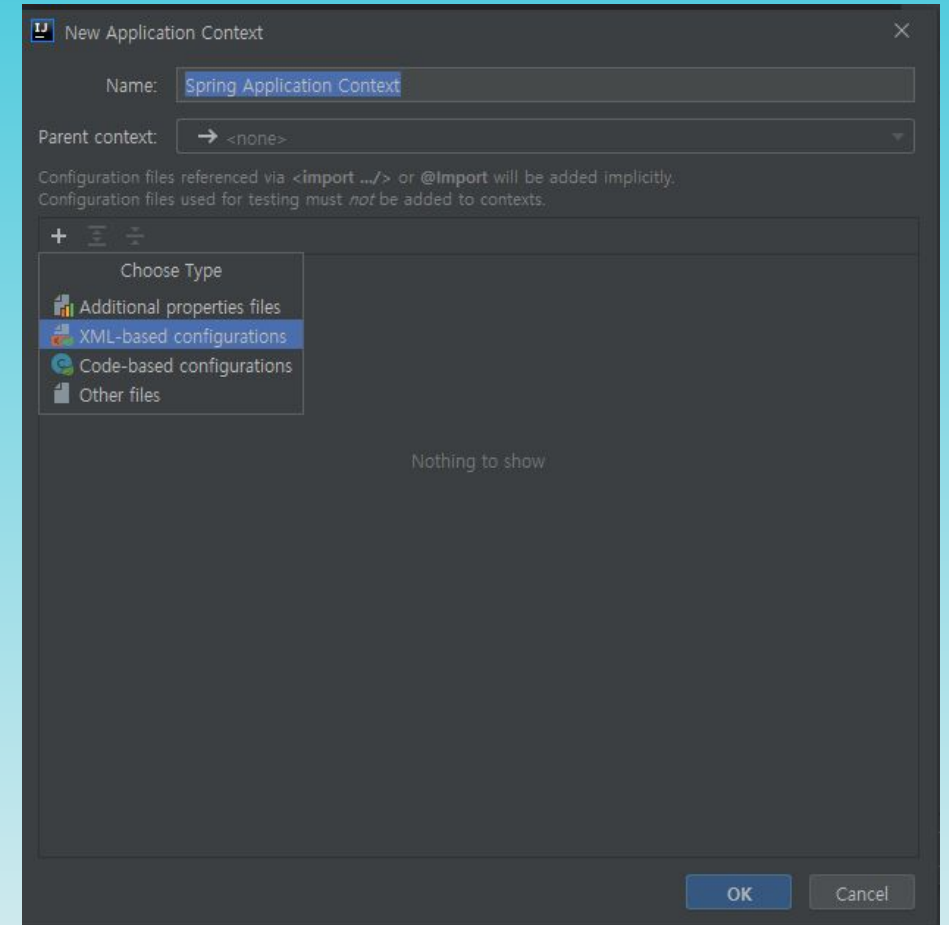 IJ
New Application Context
Name: Spring Application Context
Parent context: → <none>
Configuration files referenced via <import .../> or @Import will be added implicitly.
Configuration files used for testing must not be added to contexts.
Choose Type
Additional properties files
XML-based configurations
Code-based configurations
Other files
Nothing to show
OK Cancel